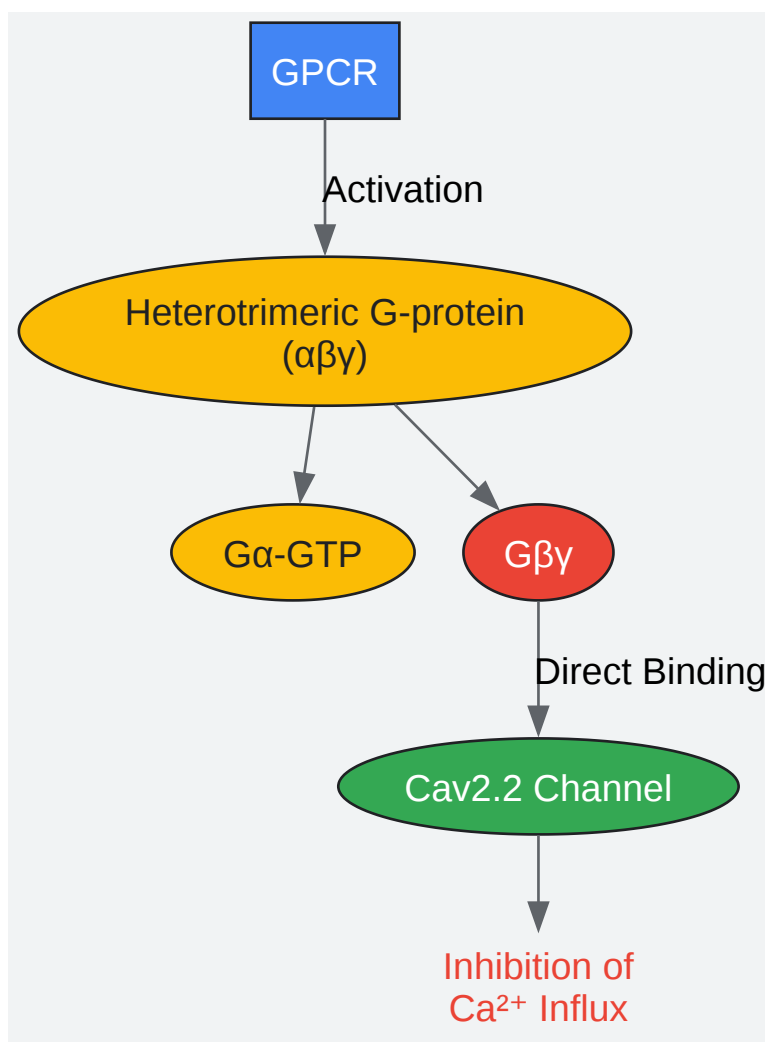 GPCR
Activation
Heterotrimeric G-protein
(αβγ)
Gα-GTP
Gβγ
Direct Binding
Cav2.2 Channel
Inhibition of
Ca²⁺ Influx